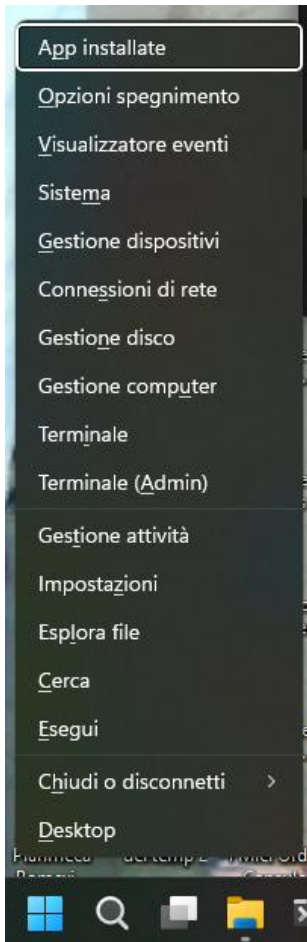 App installate
Opzioni spegnimento
Visualizzatore eventi
Sistema
Gestione dispositivi
Connessioni di rete
Gestione disco
Gestione computer
Terminale
Terminale (Admin)
Gestione attività
Impostazioni
Esplora file
Cerca
Esegui
Chiudi o disconnetti
Desktop